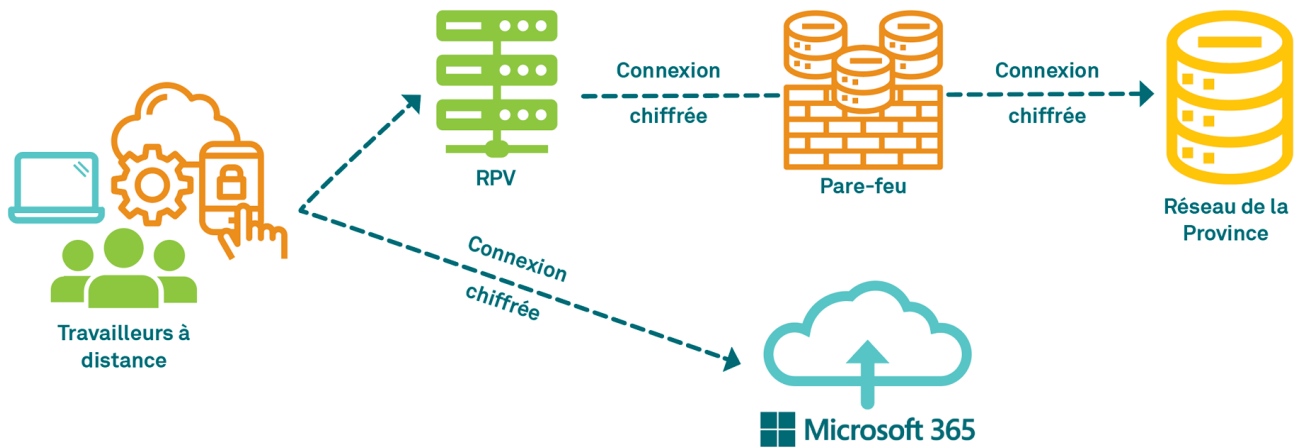 Connexion
chiffrée
Connexion
chiffrée
RPV
Pare-feu
Réseau de la
Province
Connexion
chiffrée
Travailleurs à
distance
Microsoft 365